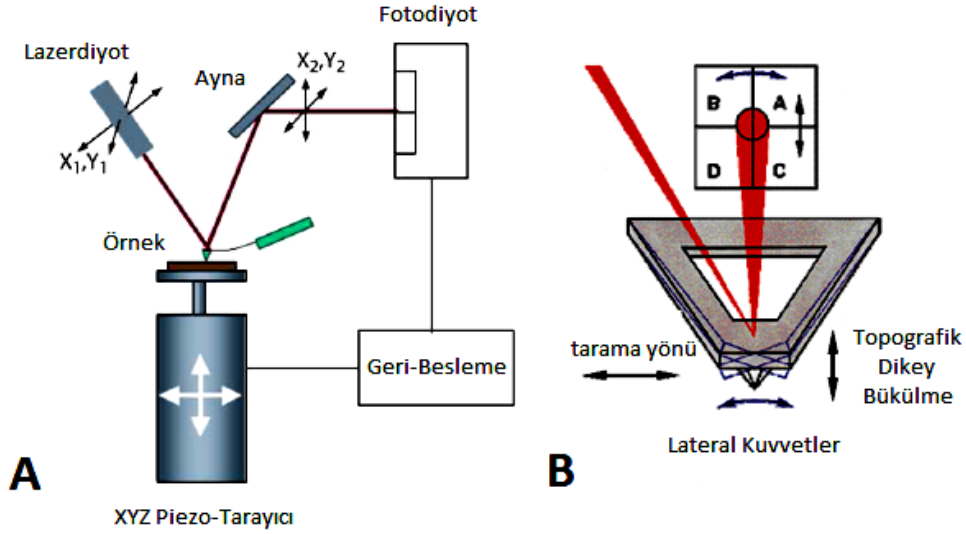 Fotodiyot
Lazerdiyot
Ayna
X2,Y2
X1,Y1
Örnek
Geri-Besleme
A
XYZ Piezo-Tarayıcı
B A
D C
tarama yönü
Topografik
Dikey
Bükülme
Lateral Kuvvetler
B